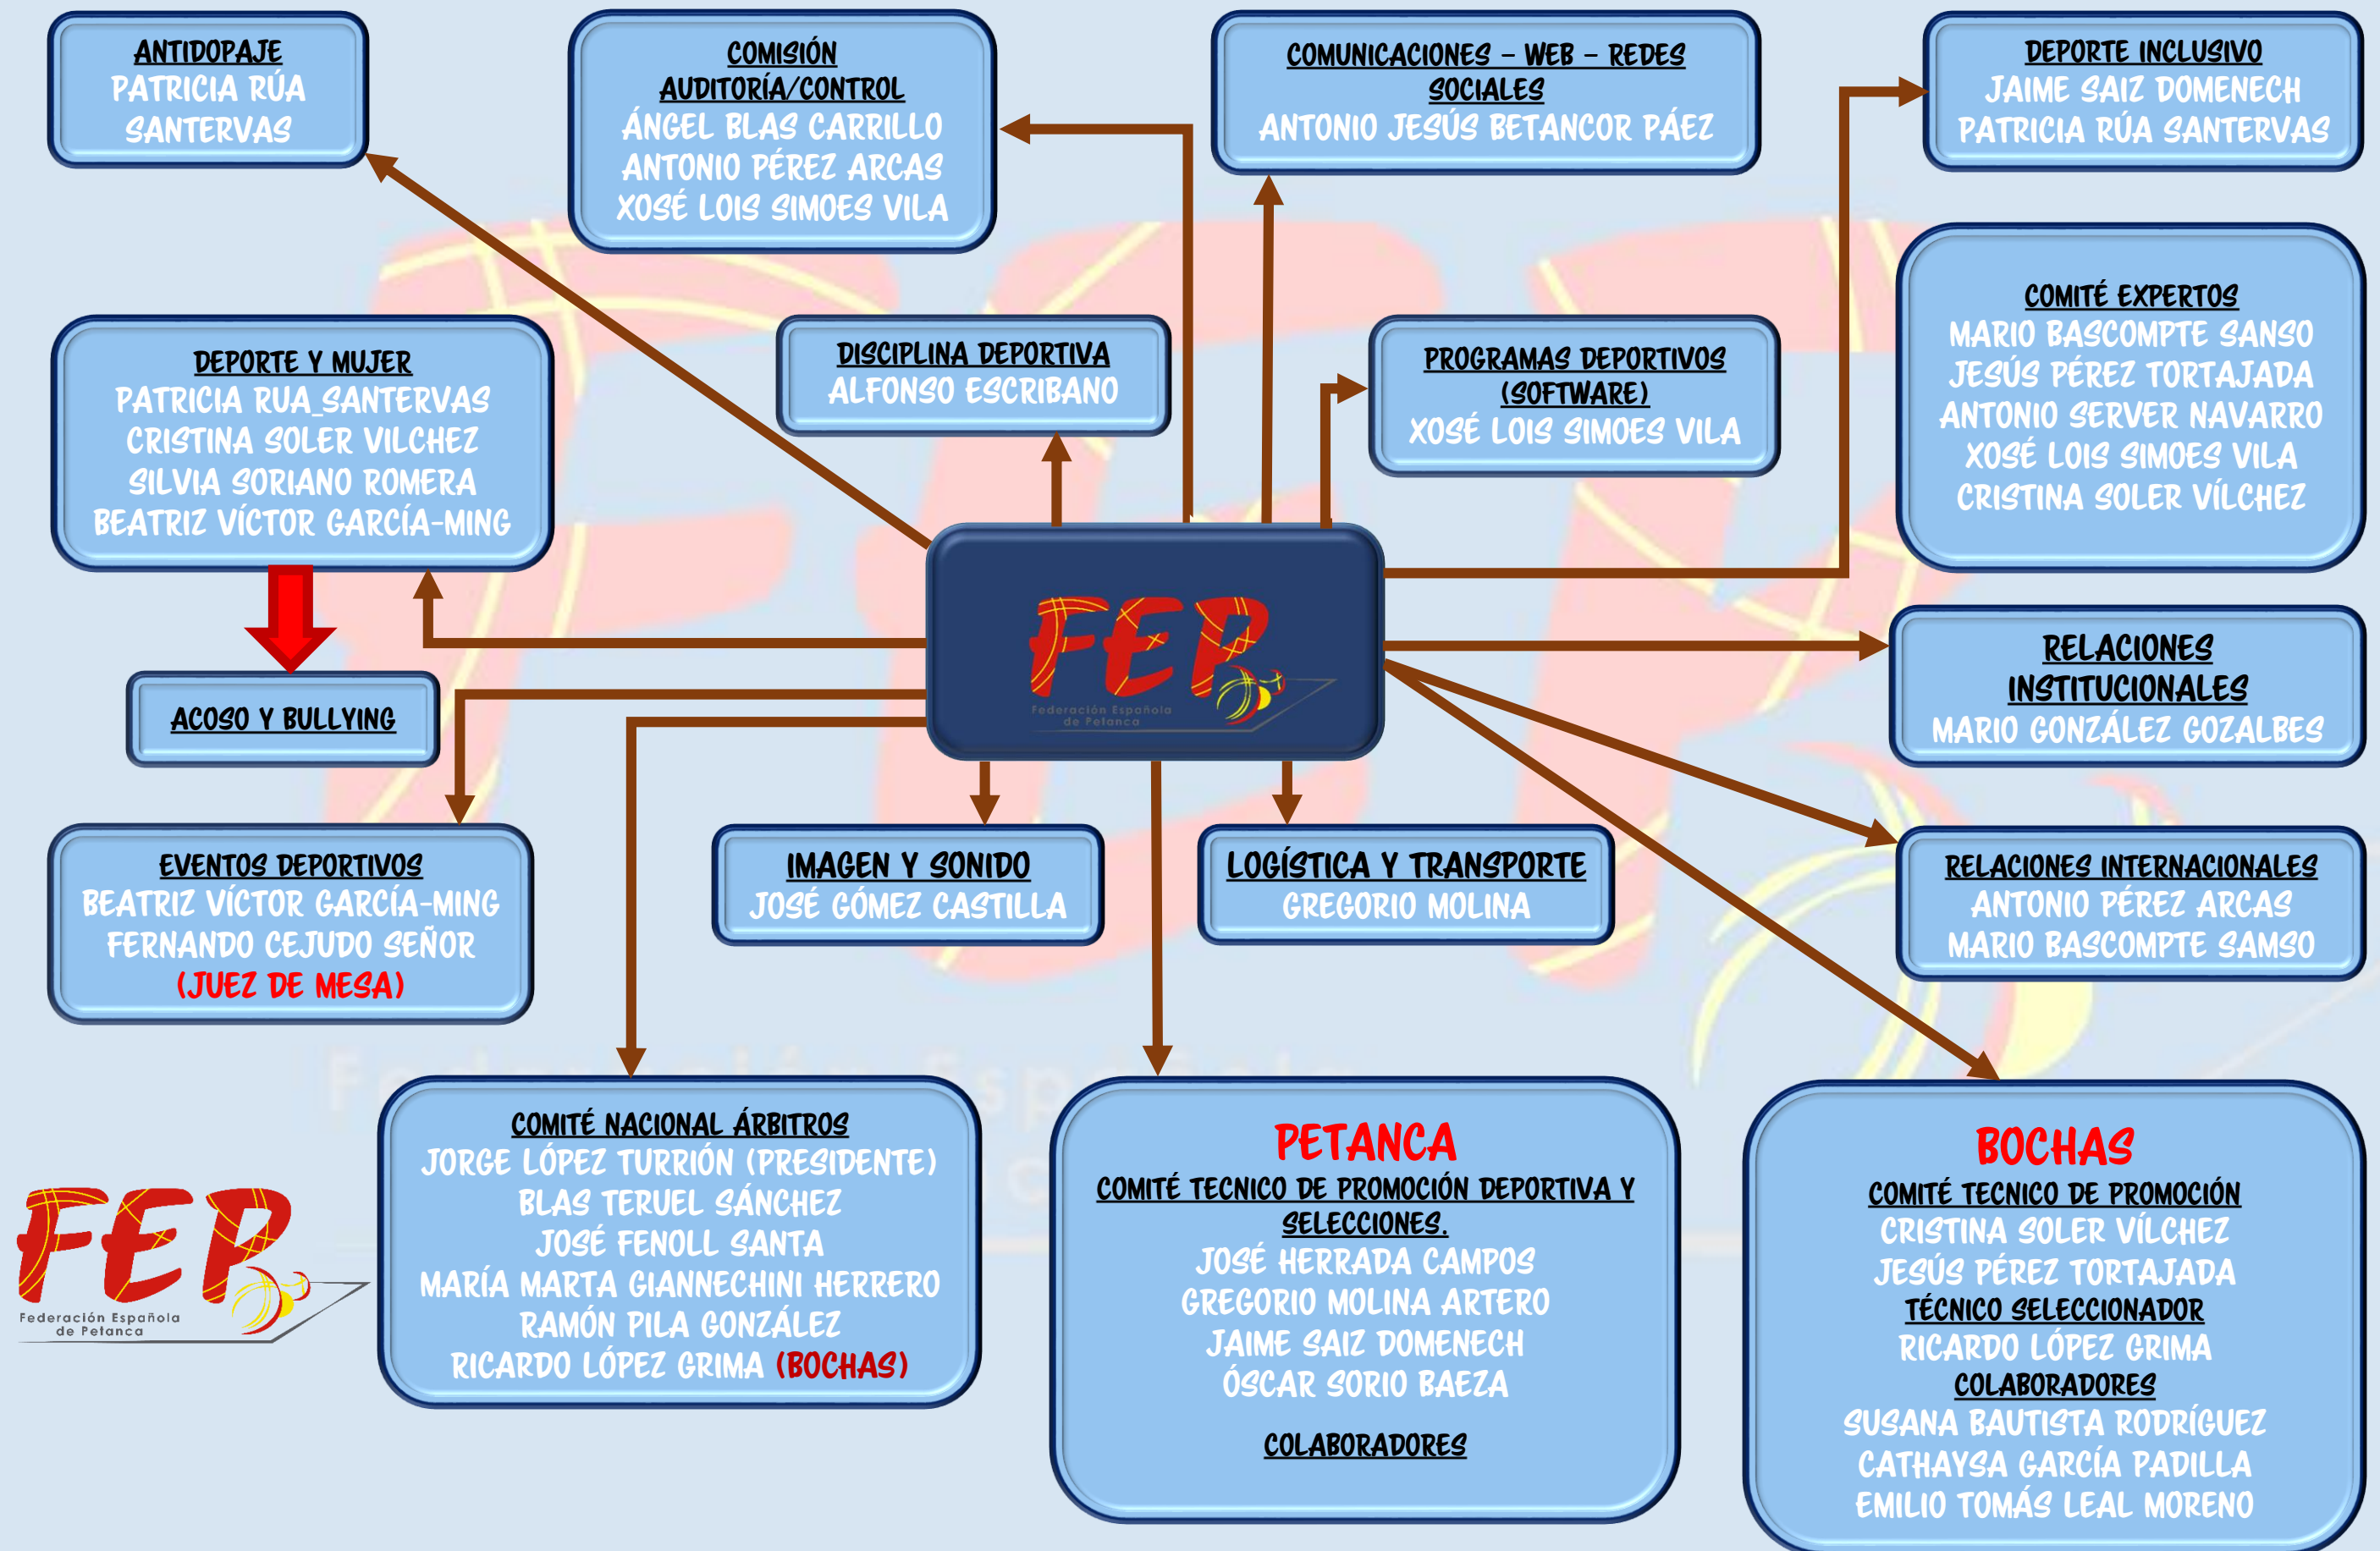 ANTIDOPAJE
PATRICIA RÚA
SANTERVAS
COMISIÓN
AUDITORÍA/CONTROL
ÁNGEL BLAS CARRILLO
ANTONIO PÉREZ ARCAS
XOSÉ LOIS SIMOES VILA
COMUNICACIONES – WEB – REDES
SOCIALES
ANTONIO JESÚS BETANCOR PÁEZ
DEPORTE INCLUSIVO
JAIME SAIZ DOMENECH
PATRICIA RÚA SANTERVAS
DEPORTE Y MUJER
PATRICIA RUA_SANTERVAS
CRISTINA SOLER VILCHEZ
SILVIA SORIANO ROMERA
BEATRIZ VÍCTOR GARCÍA-MING
DISCIPLINA DEPORTIVA
ALFONSO ESCRIBANO
PROGRAMAS DEPORTIVOS
(SOFTWARE)
XOSÉ LOIS SIMOES VILA
COMITÉ EXPERTOS
MARIO BASCOMPTE SANSO
JESÚS PÉREZ TORTAJADA
ANTONIO SERVER NAVARRO
XOSÉ LOIS SIMOES VILA
CRISTINA SOLER VÍLCHEZ
ACOSO Y BULLYING
FEP
Federación Española
de Petanca
RELACIONES
INSTITUCIONALES
MARIO GONZÁLEZ GOZALBES
EVENTOS DEPORTIVOS
BEATRIZ VÍCTOR GARCÍA-MING
FERNANDO CEJUDO SEÑOR
(JUEZ DE MESA)
IMAGEN Y SONIDO
JOSÉ GÓMEZ CASTILLA
LOGÍSTICA Y TRANSPORTE
GREGORIO MOLINA
RELACIONES INTERNACIONALES
ANTONIO PÉREZ ARCAS
MARIO BASCOMPTE SAMSO
FEP
Federación Española
de Petanca
COMITÉ NACIONAL ÁRBITROS
JORGE LÓPEZ TURRIÓN (PRESIDENTE)
BLAS TERUEL SÁNCHEZ
JOSÉ FENOLL SANTA
MARÍA MARTA GIANNECHINI HERRERO
RAMÓN PILA GONZÁLEZ
RICARDO LÓPEZ GRIMA (BOCHAS)
PETANCA
COMITÉ TECNICO DE PROMOCIÓN DEPORTIVA Y
SELECCIONES.
JOSÉ HERRADA CAMPOS
GREGORIO MOLINA ARTERO
JAIME SAIZ DOMENECH
ÓSCAR SORIO BAEZA
COLABORADORES
BOCHAS
COMITÉ TECNICO DE PROMOCIÓN
CRISTINA SOLER VÍLCHEZ
JESÚS PÉREZ TORTAJADA
TÉCNICO SELECCIONADOR
RICARDO LÓPEZ GRIMA
COLABORADORES
SUSANA BAUTISTA RODRÍGUEZ
CATHAYSA GARCÍA PADILLA
EMILIO TOMÁS LEAL MORENO